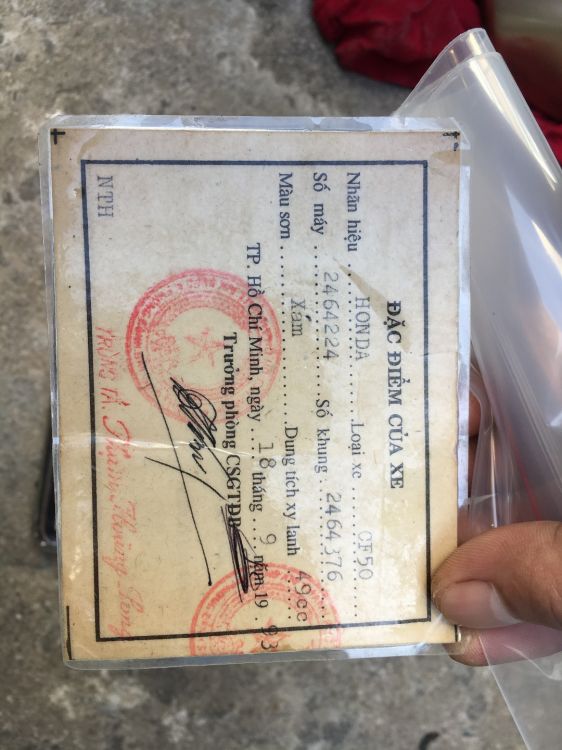 ĐẶC ĐIỂM CỦA XE
Nhãn hiệu ... HONDA ........ Loại xe ... CF50 ......
Số máy .... 2464224 ...... Số khung .... 2464376
Màu sơn ....... Xám ........ Dung tích xy lanh 49cc
TP. Hồ Chí Minh, ngày ... 18 tháng .. 9 . năm 19 93
Trưởng phòng CSGTĐB
NTH